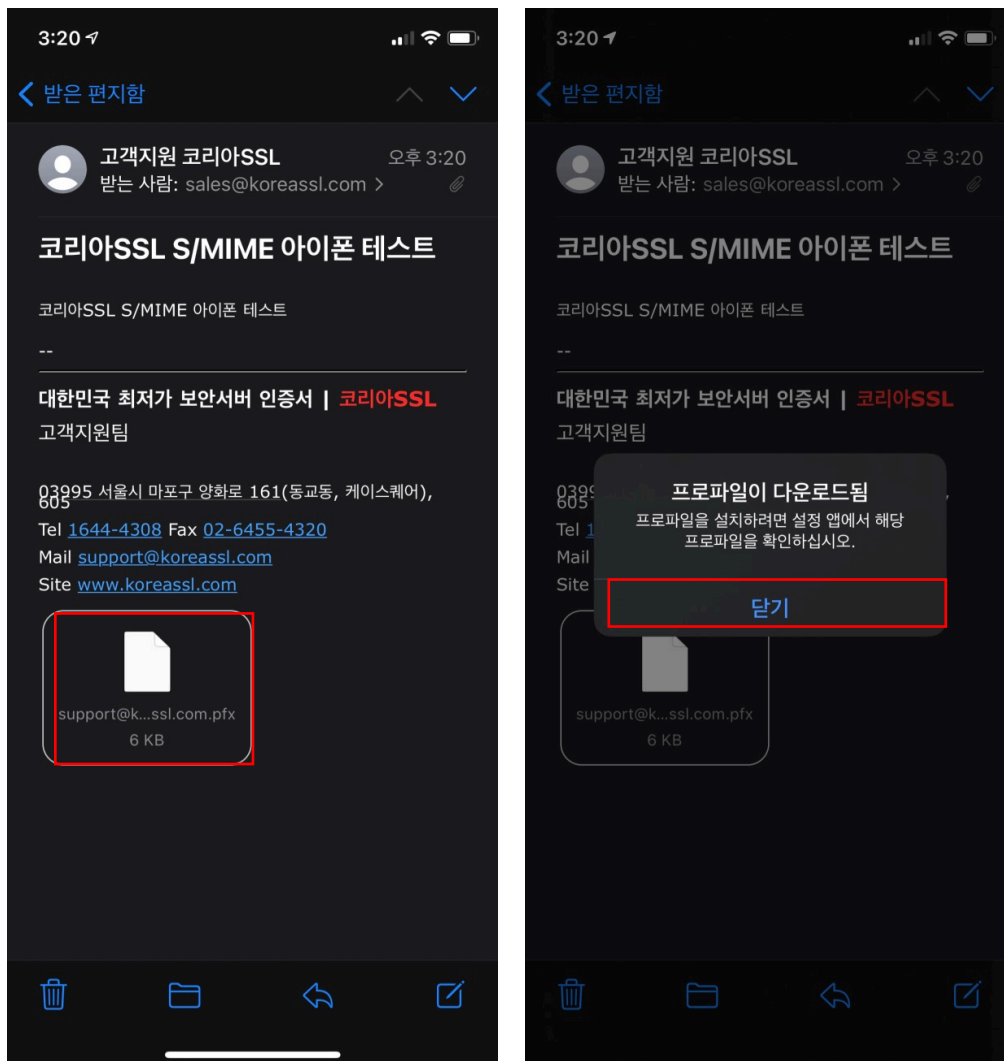 3:20
받은 편지함
고객지원 코리아SSL
오후 3:20
받는 사람: sales@koreassl.com >
코리아SSL S/MIME 아이폰 테스트
코리아SSL S/MIME 아이폰 테스트
--
대한민국 최저가 보안서버 인증서 | 코리아SSL
고객지원팀
03995 서울시 마포구 양화로 161(동교동, 케이스퀘어),
605
Tel 1644-4308 Fax 02-6455-4320
Mail support@koreassl.com
Site www.koreassl.com
support@k...ssl.com.pfx
6 KB
3:20
받은 편지함
고객지원 코리아SSL
오후 3:20
받는 사람: sales@koreassl.com >
코리아SSL S/MIME 아이폰 테스트
코리아SSL S/MIME 아이폰 테스트
--
대한민국 최저가 보안서버 인증서 | 코리아SSL
고객지원팀
0399
605
프로파일이 다운로드됨
프로파일을 설치하려면 설정 앱에서 해당
프로파일을 확인하십시오.
Tel 1
Mail
Site
닫기
support@k...ssl.com.pfx
6 KB